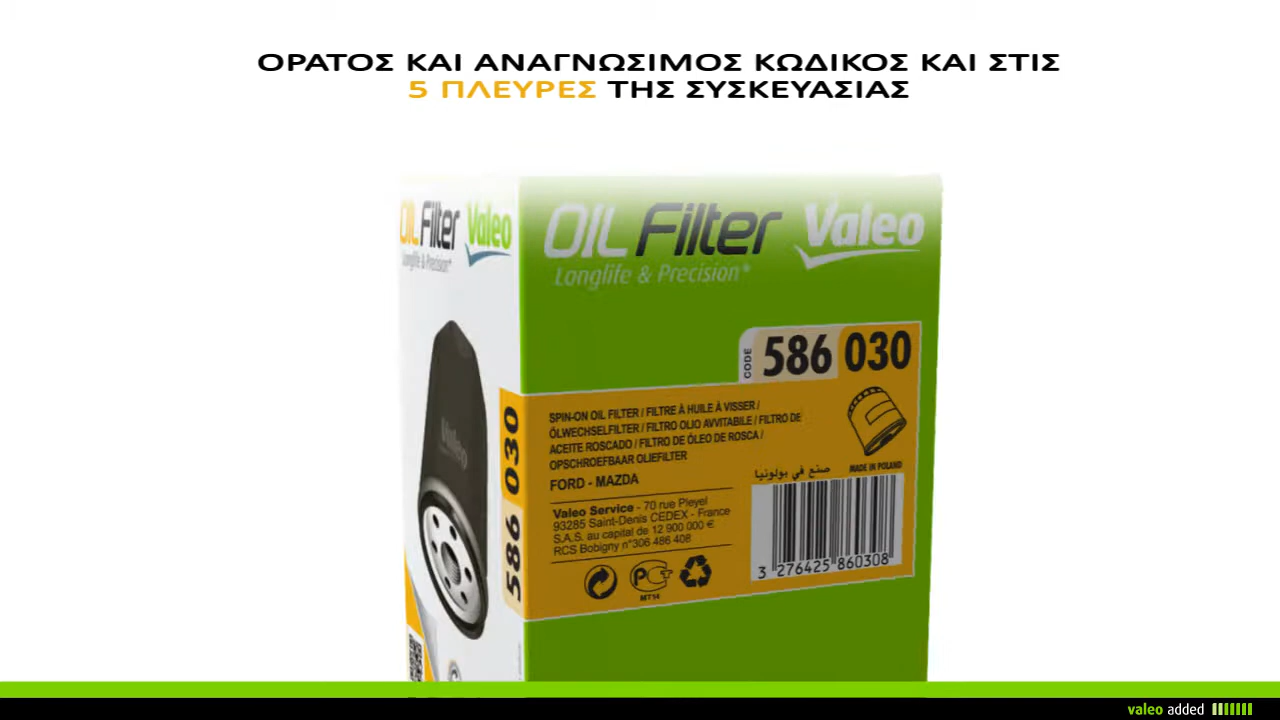 ΟΡΑΤΟΣ ΚΑΙ ΑΝΑΓΝΩΣΙΜΟΣ ΚΩΔΙΚΟΣ ΚΑΙ ΣΤΙΣ
5 ΠΛΕΥΡΕΣ ΤΗΣ ΣΥΣΚΕΥΑΣΙΑΣ
OIL Filter Valeo
Longlife & Precision*
OIL Filter Valeo
Longlife & Precision*
CODE 586 030
586 030
Valeo
SPIN-ON OIL FILTER / FILTRE À HUILE À VISSER /
ÖLWECHSELFILTER / FILTRO OLIO AVVITABILE / FILTRO DE
ACEITE ROSCADO / FILTRO DE ÓLEO DE ROSCA /
OPSCHROEFBAAR OLIEFILTER
FORD - MAZDA
صنع في بولونيا
MADE IN POLAND
Valeo Service - 70 rue Pleyel
93285 Saint-Denis CEDEX - France
S.A.S. au capital de 12 900 000 €
RCS Bobigny n°306 486 408
MT14
3 276425 860308
valeo added